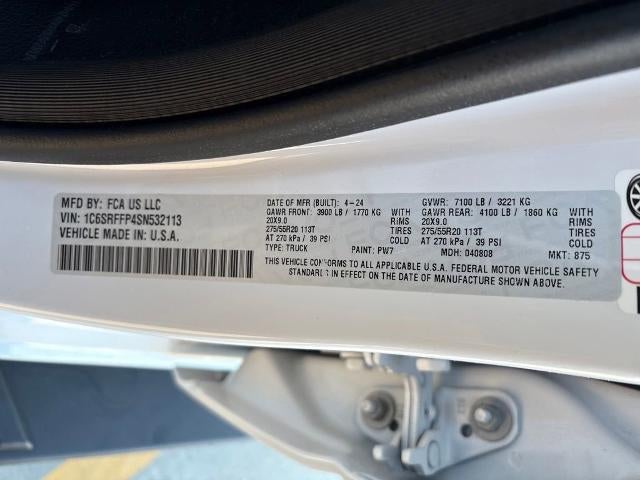 MFD BY: FCA US LLC
VIN: 1C6SRFFP4SN532113
VEHICLE MADE IN: U.S.A.
DATE OF MFR (BUILT): 4-24 GVWR: 7100 LB / 3221 KG
GAWR FRONT: 3900 LB / 1770 KG WITH GAWR REAR: 4100 LB / 1860 KG WITH
20X9.0 RIMS 20X9.0 RIMS
275/55R20 113T TIRES 275/55R20 113T TIRES
AT 270 kPa / 39 PSI COLD AT 270 kPa / 39 PSI COLD
TYPE: TRUCK PAINT: PW7 MDH: 040808 MKT: 875
THIS VEHICLE CONFORMS TO ALL APPLICABLE U.S.A. FEDERAL MOTOR VEHICLE SAFETY
STANDARDS IN EFFECT ON THE DATE OF MANUFACTURE SHOWN ABOVE.